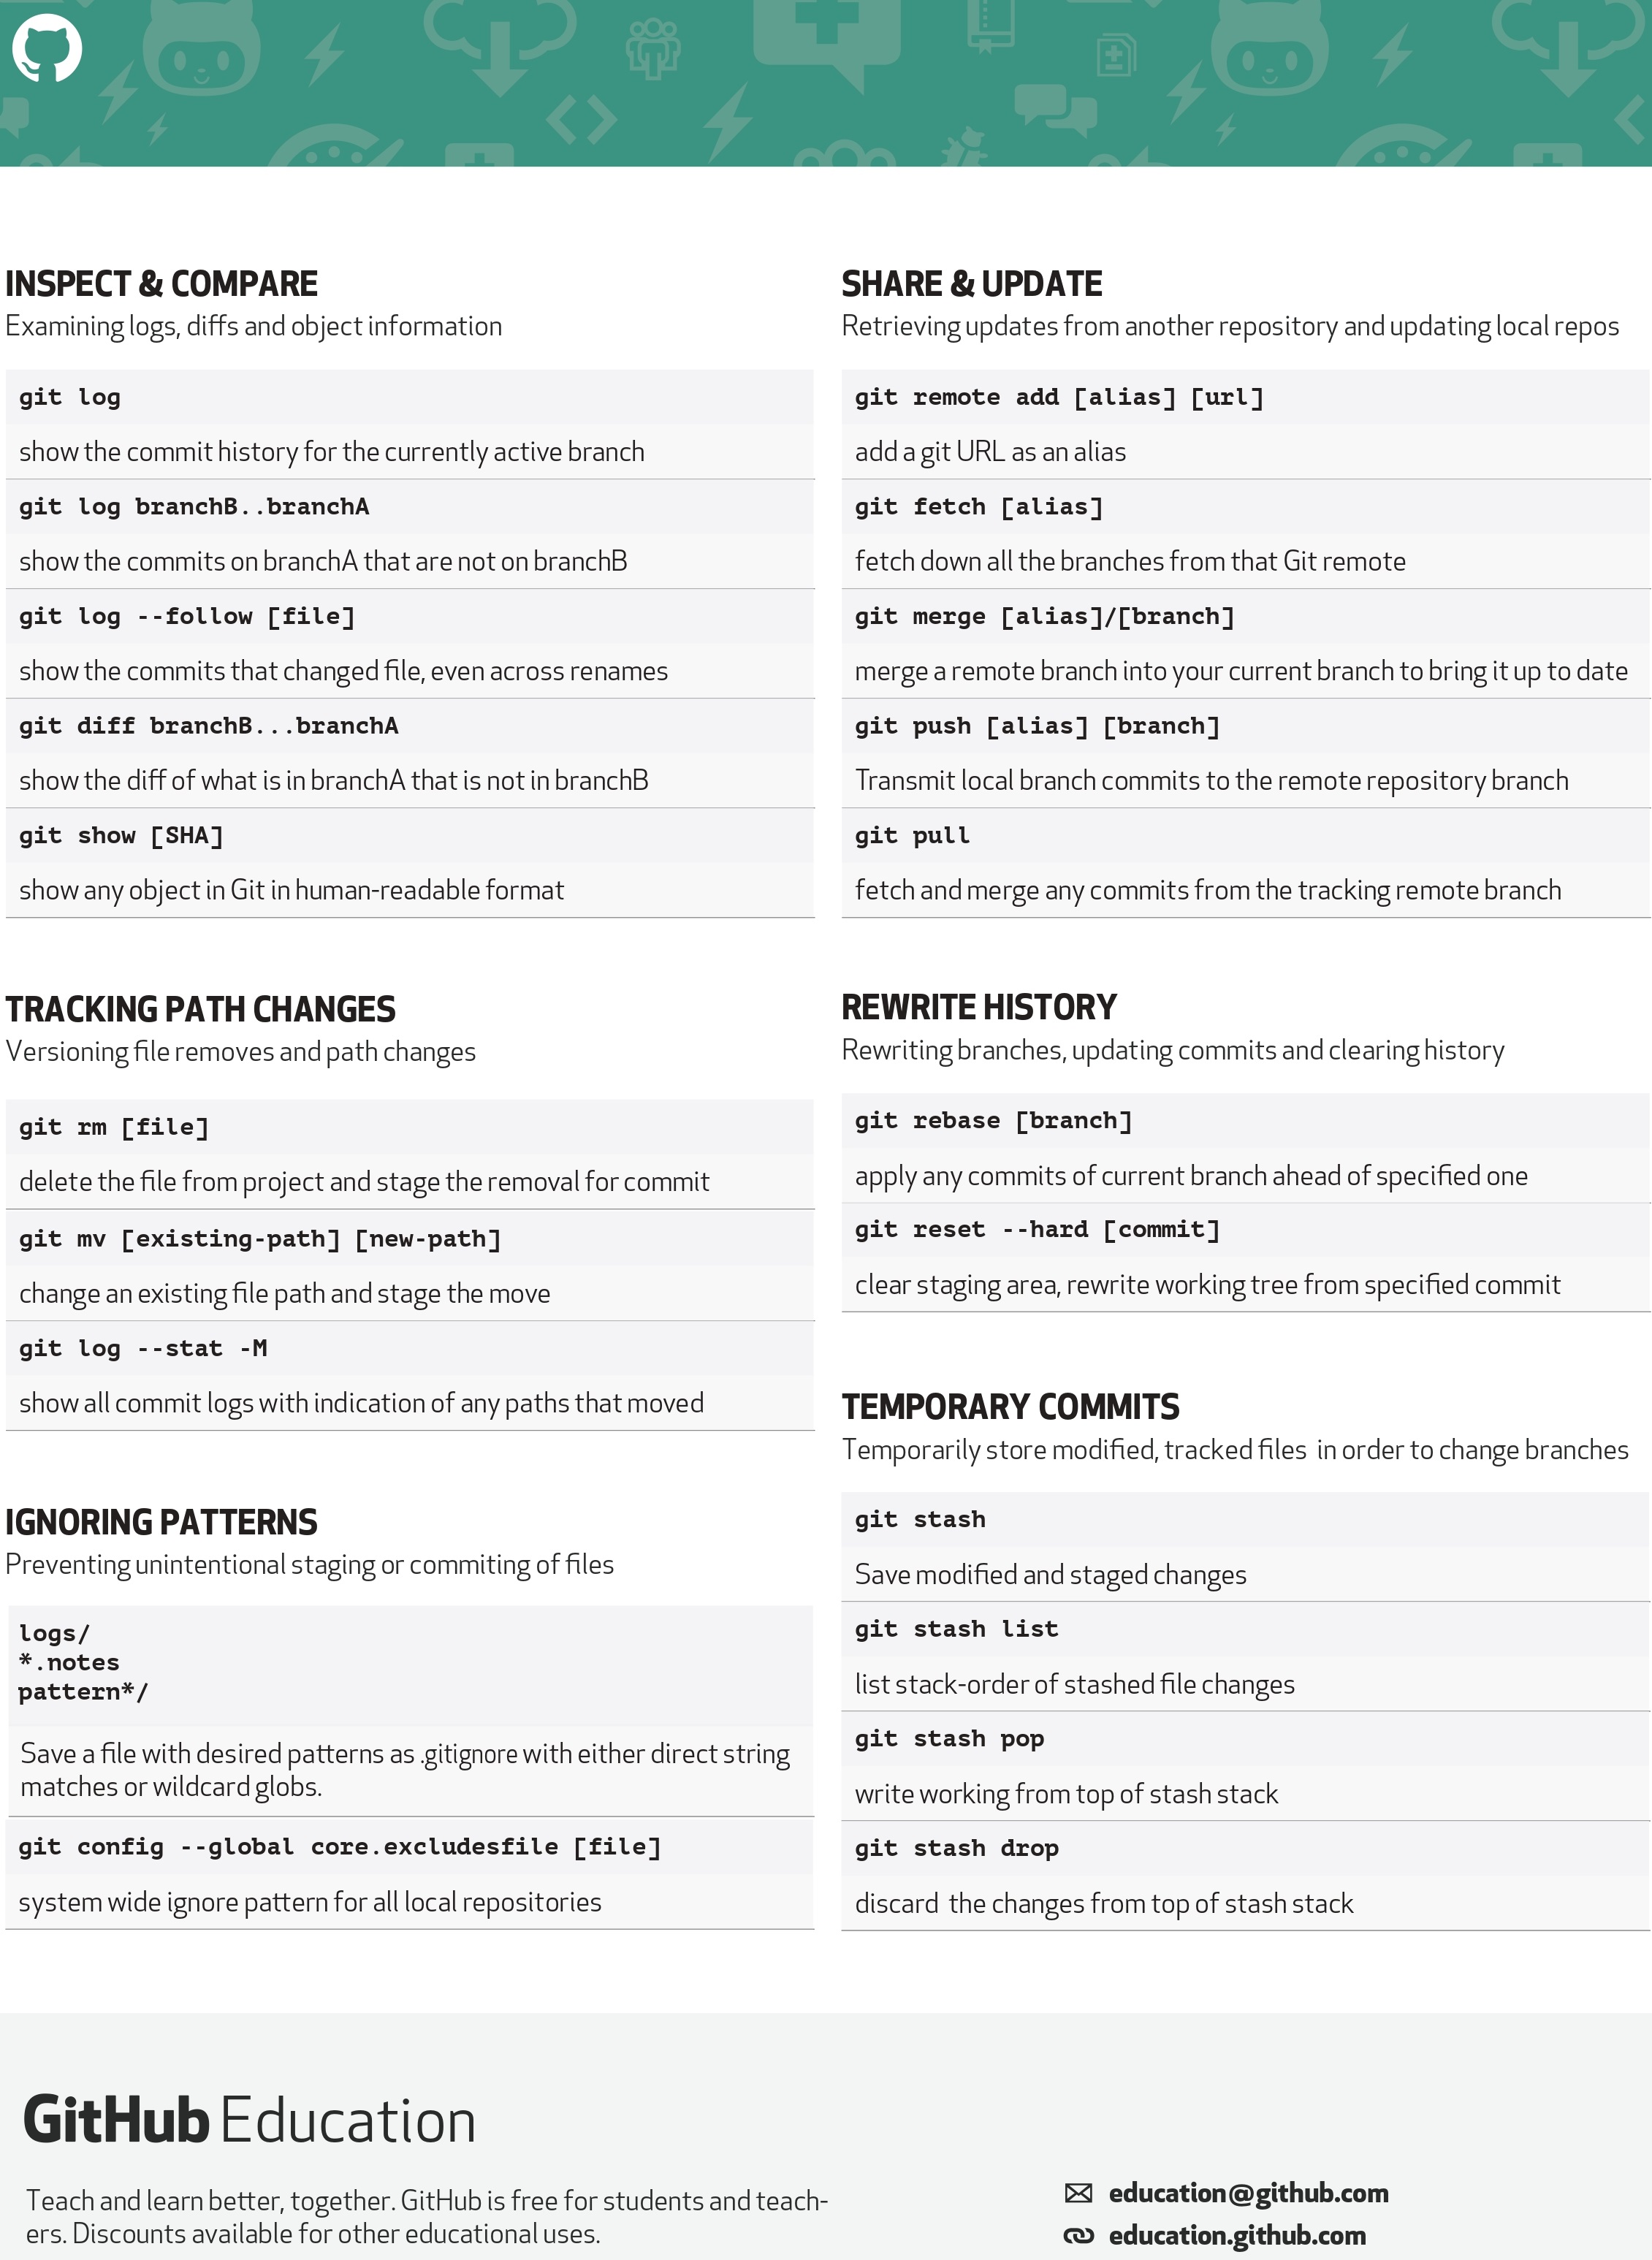 INSPECT & COMPARE
Examining logs, diffs and object information
git log
show the commit history for the currently active branch
git log branchB..branchA
show the commits on branchA that are not on branchB
git log --follow [file]
show the commits that changed file, even across renames
git diff branchB...branchA
show the diff of what is in branchA that is not in branchB
git show [SHA]
show any object in Git in human-readable format
TRACKING PATH CHANGES
Versioning file removes and path changes
git rm [file]
delete the file from project and stage the removal for commit
git mv [existing-path] [new-path]
change an existing file path and stage the move
git log --stat -M
show all commit logs with indication of any paths that moved
IGNORING PATTERNS
Preventing unintentional staging or commiting of files
logs/
*.notes
pattern*/
Save a file with desired patterns as .gitignore with either direct string
matches or wildcard globs.
git config --global core.excludesfile [file]
system wide ignore pattern for all local repositories
SHARE & UPDATE
Retrieving updates from another repository and updating local repos
git remote add [alias] [url]
add a git URL as an alias
git fetch [alias]
fetch down all the branches from that Git remote
git merge [alias]/[branch]
merge a remote branch into your current branch to bring it up to date
git push [alias] [branch]
Transmit local branch commits to the remote repository branch
git pull
fetch and merge any commits from the tracking remote branch
REWRITE HISTORY
Rewriting branches, updating commits and clearing history
git rebase [branch]
apply any commits of current branch ahead of specified one
git reset --hard [commit]
clear staging area, rewrite working tree from specified commit
TEMPORARY COMMITS
Temporarily store modified, tracked files in order to change branches
git stash
Save modified and staged changes
git stash list
list stack-order of stashed file changes
git stash pop
write working from top of stash stack
git stash drop
discard the changes from top of stash stack
GitHub Education
Teach and learn better, together. GitHub is free for students and teach-
ers. Discounts available for other educational uses.
education@github.com
education.github.com